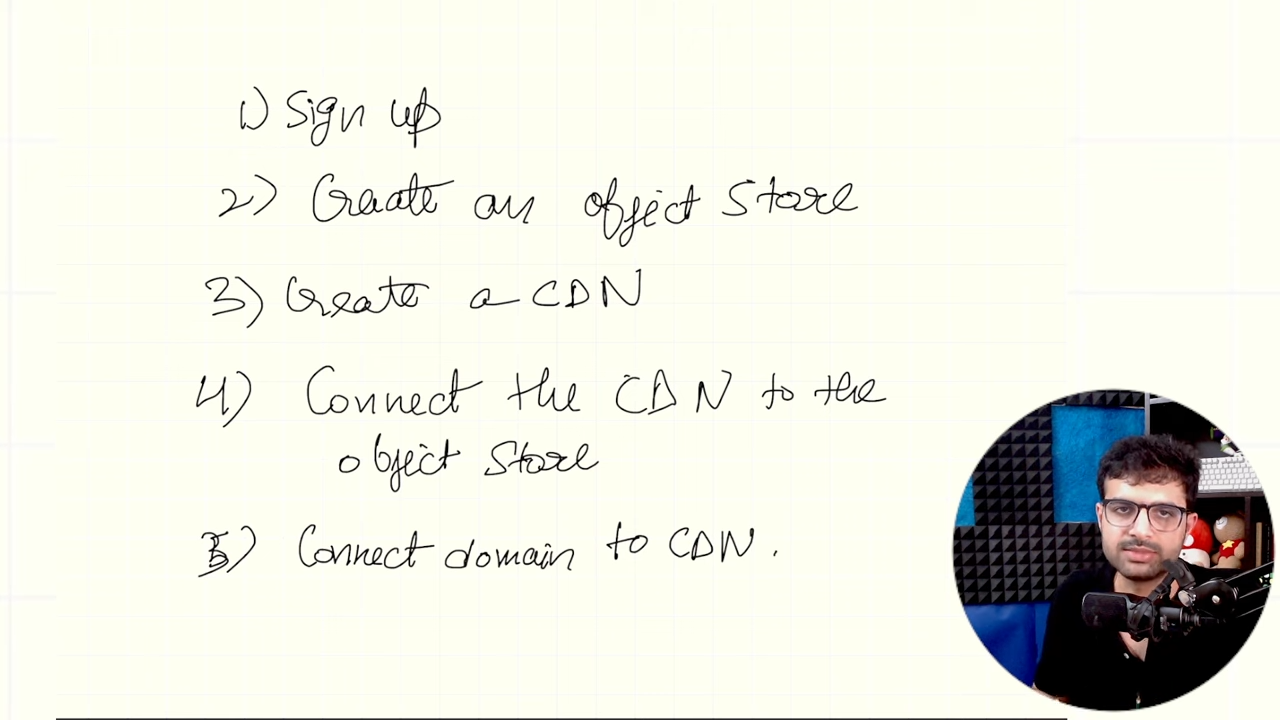 1) Sign up
2) Create an object store
3) Create a CDN
4) Connect the CDN to the
object store
5) Connect domain to CDN.